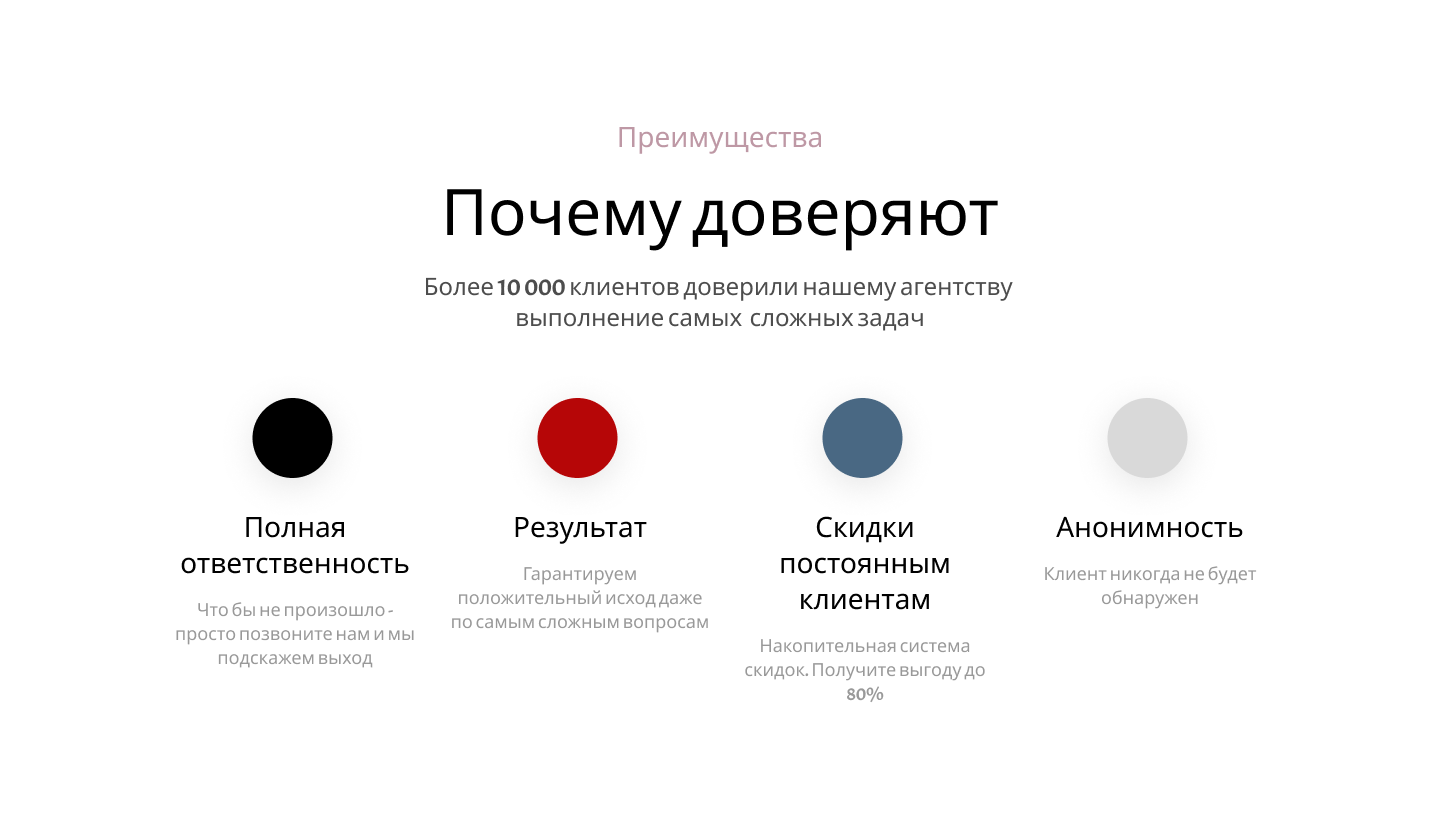 Преимущества
Почему доверяют
Более 10 000 клиентов доверили нашему агентству
выполнение самых сложных задач
Полная
ответственность
Что бы не произошло -
просто позвоните нам и мы
подскажем выход
Результат
Гарантируем
положительный исход даже
по самым сложным вопросам
Скидки
постоянным
клиентам
Накопительная система
скидок. Получите выгоду до
80%
Анонимность
Клиент никогда не будет
обнаружен